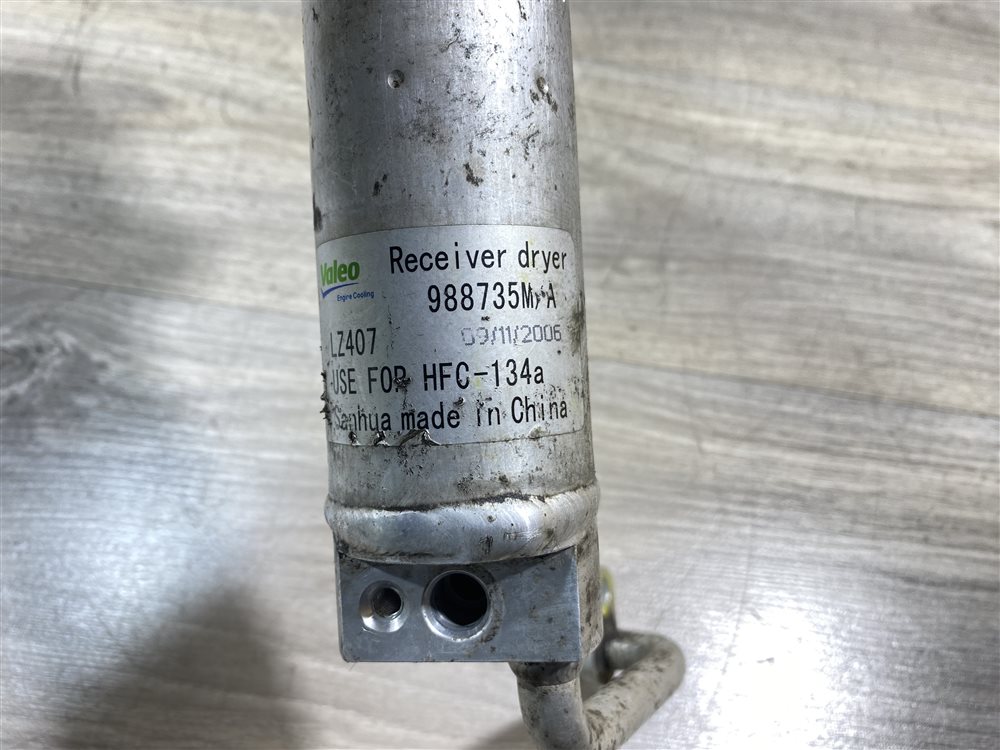 Valeo
Engine Cooling
Receiver dryer
988735M/A
LZ407
09/11/2006
USE FOR HFC-134a
Sanhua made in China